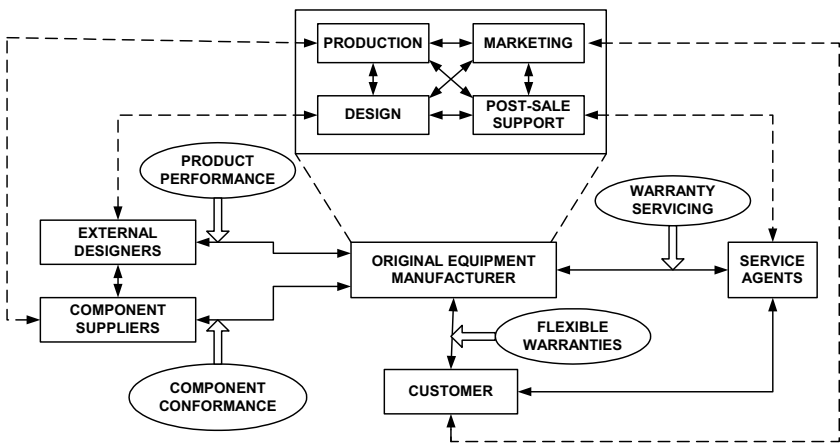 PRODUCTION
MARKETING
DESIGN
POST-SALE
SUPPORT
PRODUCT
PERFORMANCE
WARRANTY
SERVICING
EXTERNAL
DESIGNERS
ORIGINAL EQUIPMENT
MANUFACTURER
SERVICE
AGENTS
COMPONENT
SUPPLIERS
FLEXIBLE
WARRANTIES
COMPONENT
CONFORMANCE
CUSTOMER